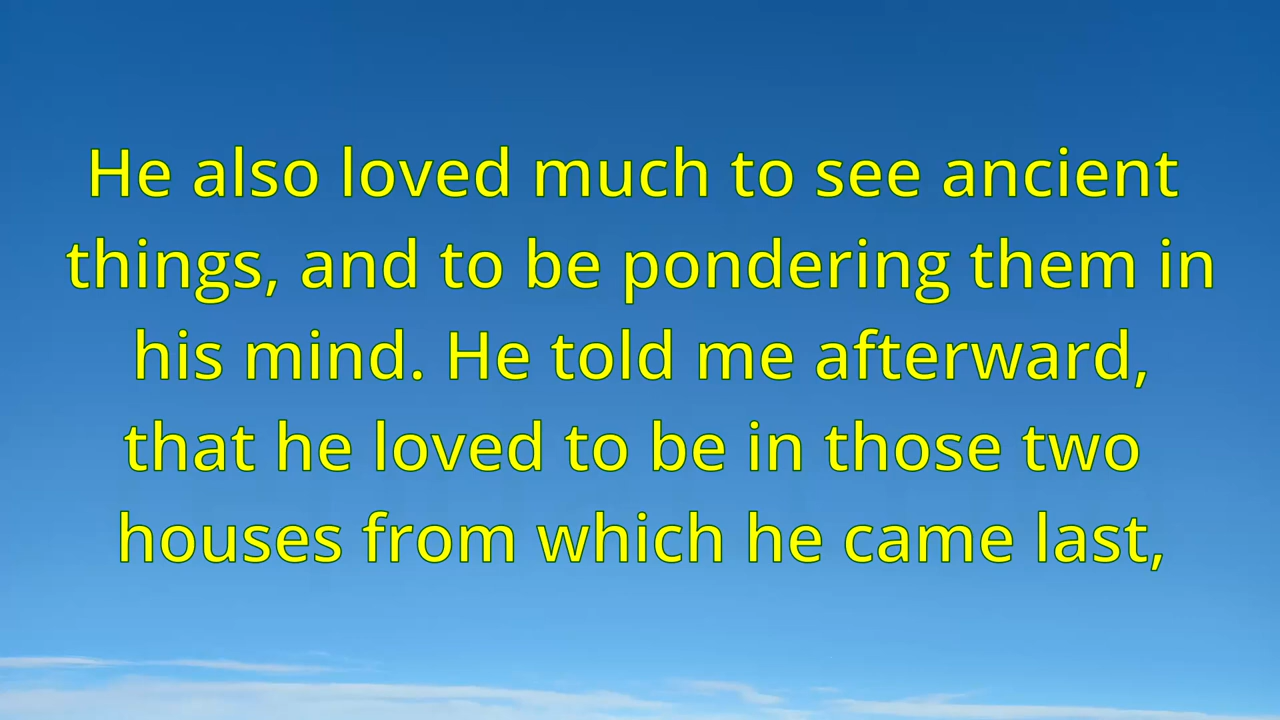 He also loved much to see ancient
things, and to be pondering them in
his mind. He told me afterward,
that he loved to be in those two
houses from which he came last,